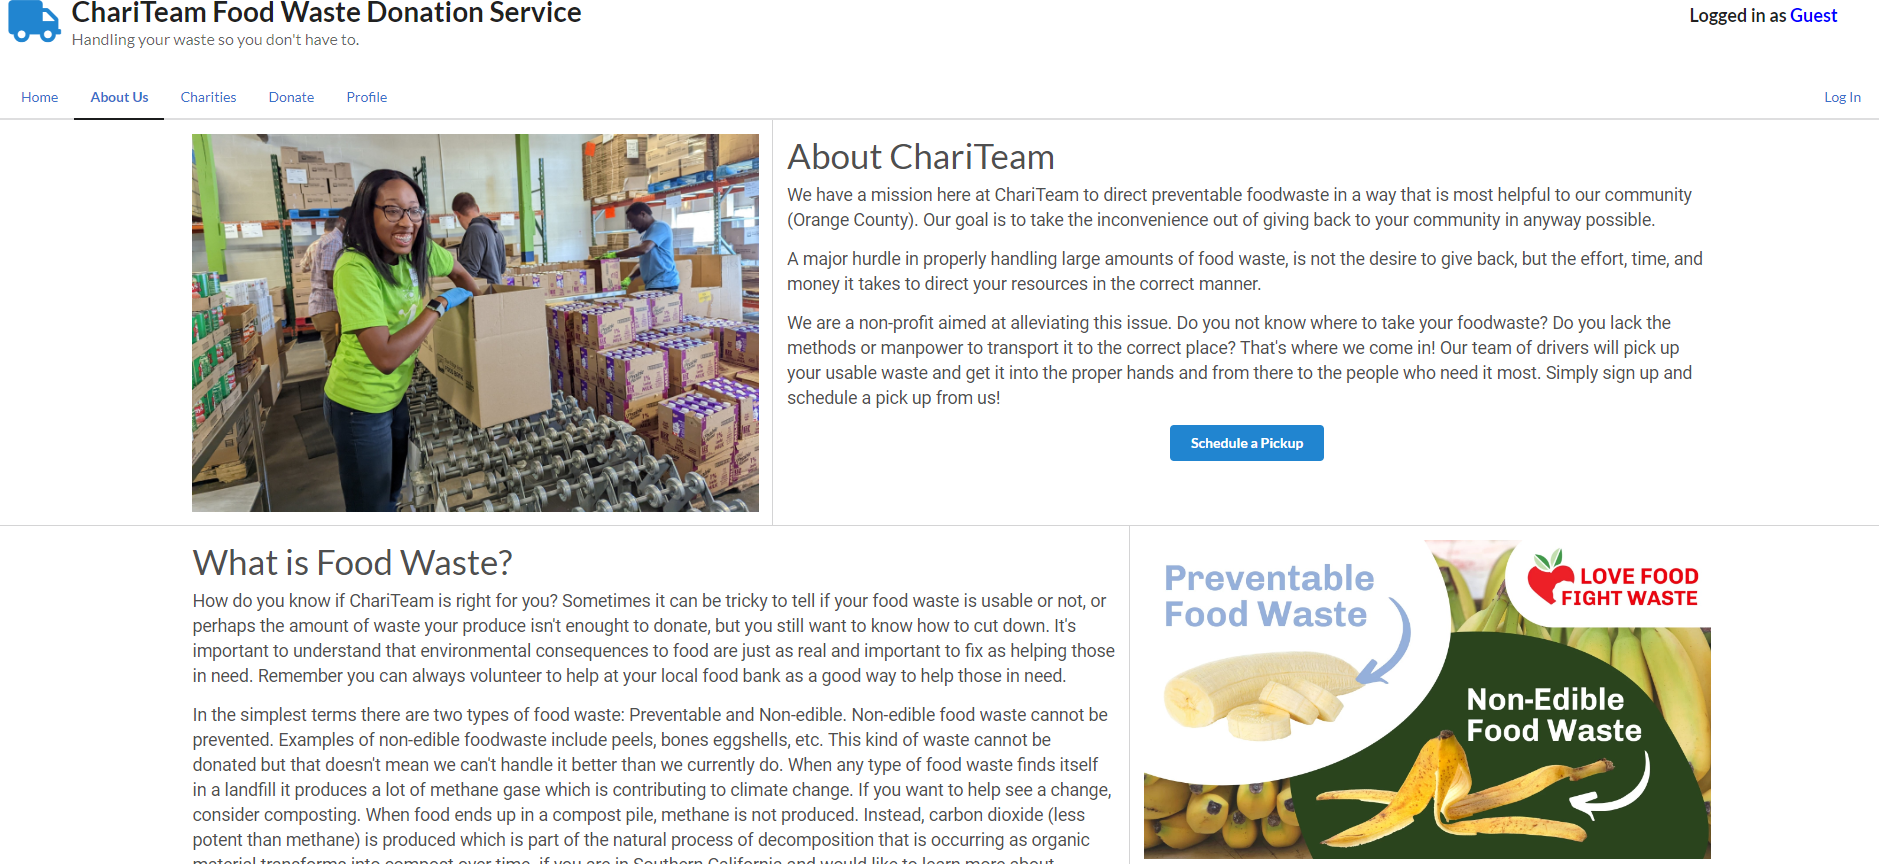 ChariTeam Food Waste Donation Service
Handling your waste so you don't have to.
Logged in as Guest
Home
About Us
Charities
Donate
Profile
Log In
About ChariTeam
We have a mission here at ChariTeam to direct preventable foodwaste in a way that is most helpful to our community
(Orange County). Our goal is to take the inconvenience out of giving back to your community in anyway possible.
A major hurdle in properly handling large amounts of food waste, is not the desire to give back, but the effort, time, and
money it takes to direct your resources in the correct manner.
We are a non-profit aimed at alleviating this issue. Do you not know where to take your foodwaste? Do you lack the
methods or manpower to transport it to the correct place? That's where we come in! Our team of drivers will pick up
your usable waste and get it into the proper hands and from there to the people who need it most. Simply sign up and
schedule a pick up from us!
Schedule a Pickup
What is Food Waste?
How do you know if ChariTeam is right for you? Sometimes it can be tricky to tell if your food waste is usable or not, or
perhaps the amount of waste your produce isn't enought to donate, but you still want to know how to cut down. It's
important to understand that environmental consequences to food are just as real and important to fix as helping those
in need. Remember you can always volunteer to help at your local food bank as a good way to help those in need.
In the simplest terms there are two types of food waste: Preventable and Non-edible. Non-edible food waste cannot be
prevented. Examples of non-edible foodwaste include peels, bones eggshells, etc. This kind of waste cannot be
donated but that doesn't mean we can't handle it better than we currently do. When any type of food waste finds itself
in a landfill it produces a lot of methane gase which is contributing to climate change. If you want to help see a change,
consider composting. When food ends up in a compost pile, methane is not produced. Instead, carbon dioxide (less
potent than methane) is produced which is part of the natural process of decomposition that is occurring as organic
material transforms into compost over time, if you are in Southern California and would like to learn more about
Preventable
Food Waste
LOVE FOOD
FIGHT WASTE
Non-Edible
Food Waste